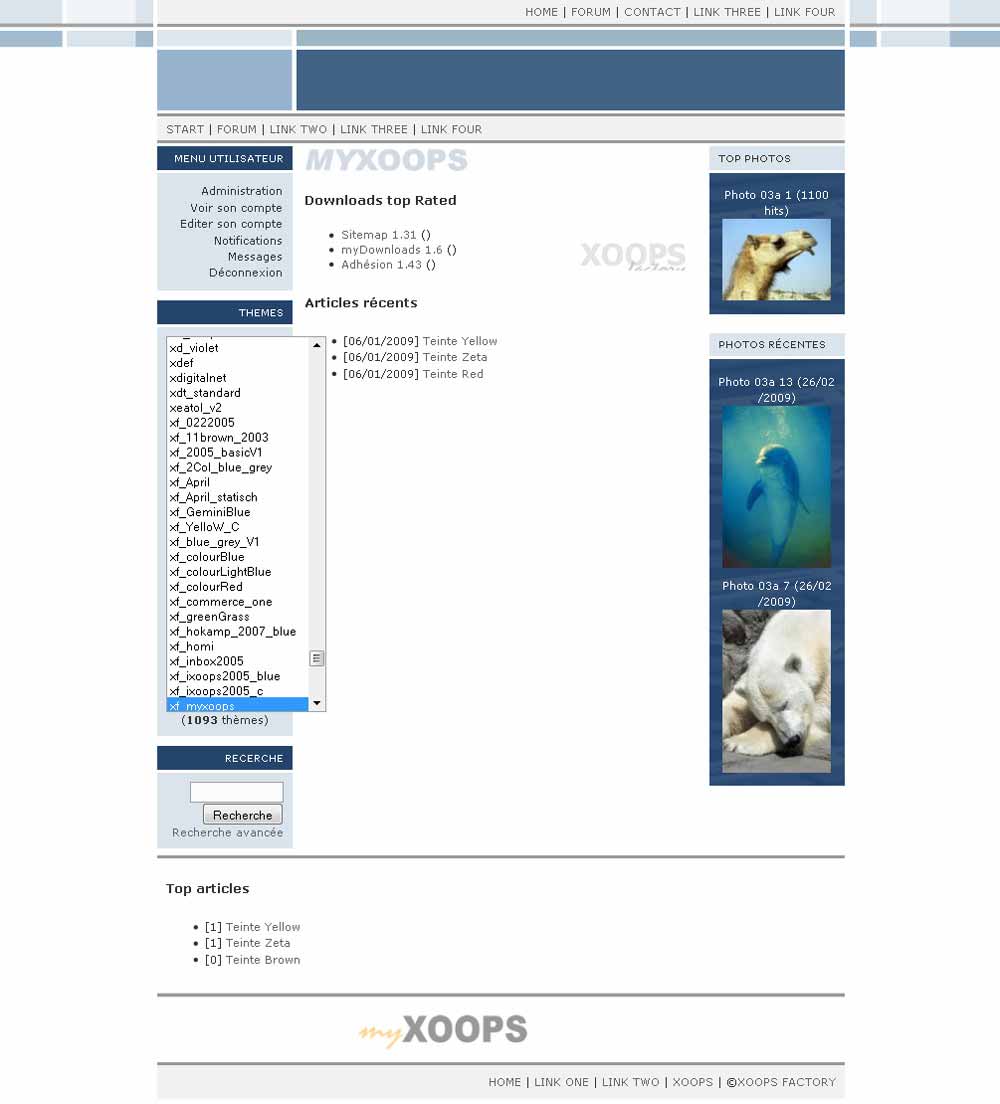 HOME | FORUM | CONTACT | LINK THREE | LINK FOUR
START | FORUM | LINK TWO | LINK THREE | LINK FOUR
MENU UTILISATEUR
Administration
Voir son compte
Editer son compte
Notifications
Messages
Déconnexion
THEMES
xd_violet
xdef
xdigitalnet
xdt_standard
xeatol_v2
xf_0222005
xf_11brown_2003
xf_2005_basicV1
xf_2Col_blue_grey
xf_April
xf_April_statisch
xf_GeminiBlue
xf_YelloW_C
xf_blue_grey_V1
xf_colourBlue
xf_colourLightBlue
xf_colourRed
xf_commerce_one
xf_greenGrass
xf_hokamp_2007_blue
xf_homi
xf_inbox2005
xf_ixoops2005_blue
xf_ixoops2005_c
xf_myxoops
(1093 thèmes)
RECERCHE
Recherche
Recherche avancée
MYXOOPS
Downloads top Rated
Sitemap 1.31 ()
myDownloads 1.6 ()
Adhésion 1.43 ()
XOOPS
factory
Articles récents
[06/01/2009] Teinte Yellow
[06/01/2009] Teinte Zeta
[06/01/2009] Teinte Red
TOP PHOTOS
Photo 03a 1 (1100
hits)
PHOTOS RÉCENTES
Photo 03a 13 (26/02
/2009)
Photo 03a 7 (26/02
/2009)
Top articles
[1] Teinte Yellow
[1] Teinte Zeta
[0] Teinte Brown
myXOOPS
HOME | LINK ONE | LINK TWO | XOOPS | ©XOOPS FACTORY